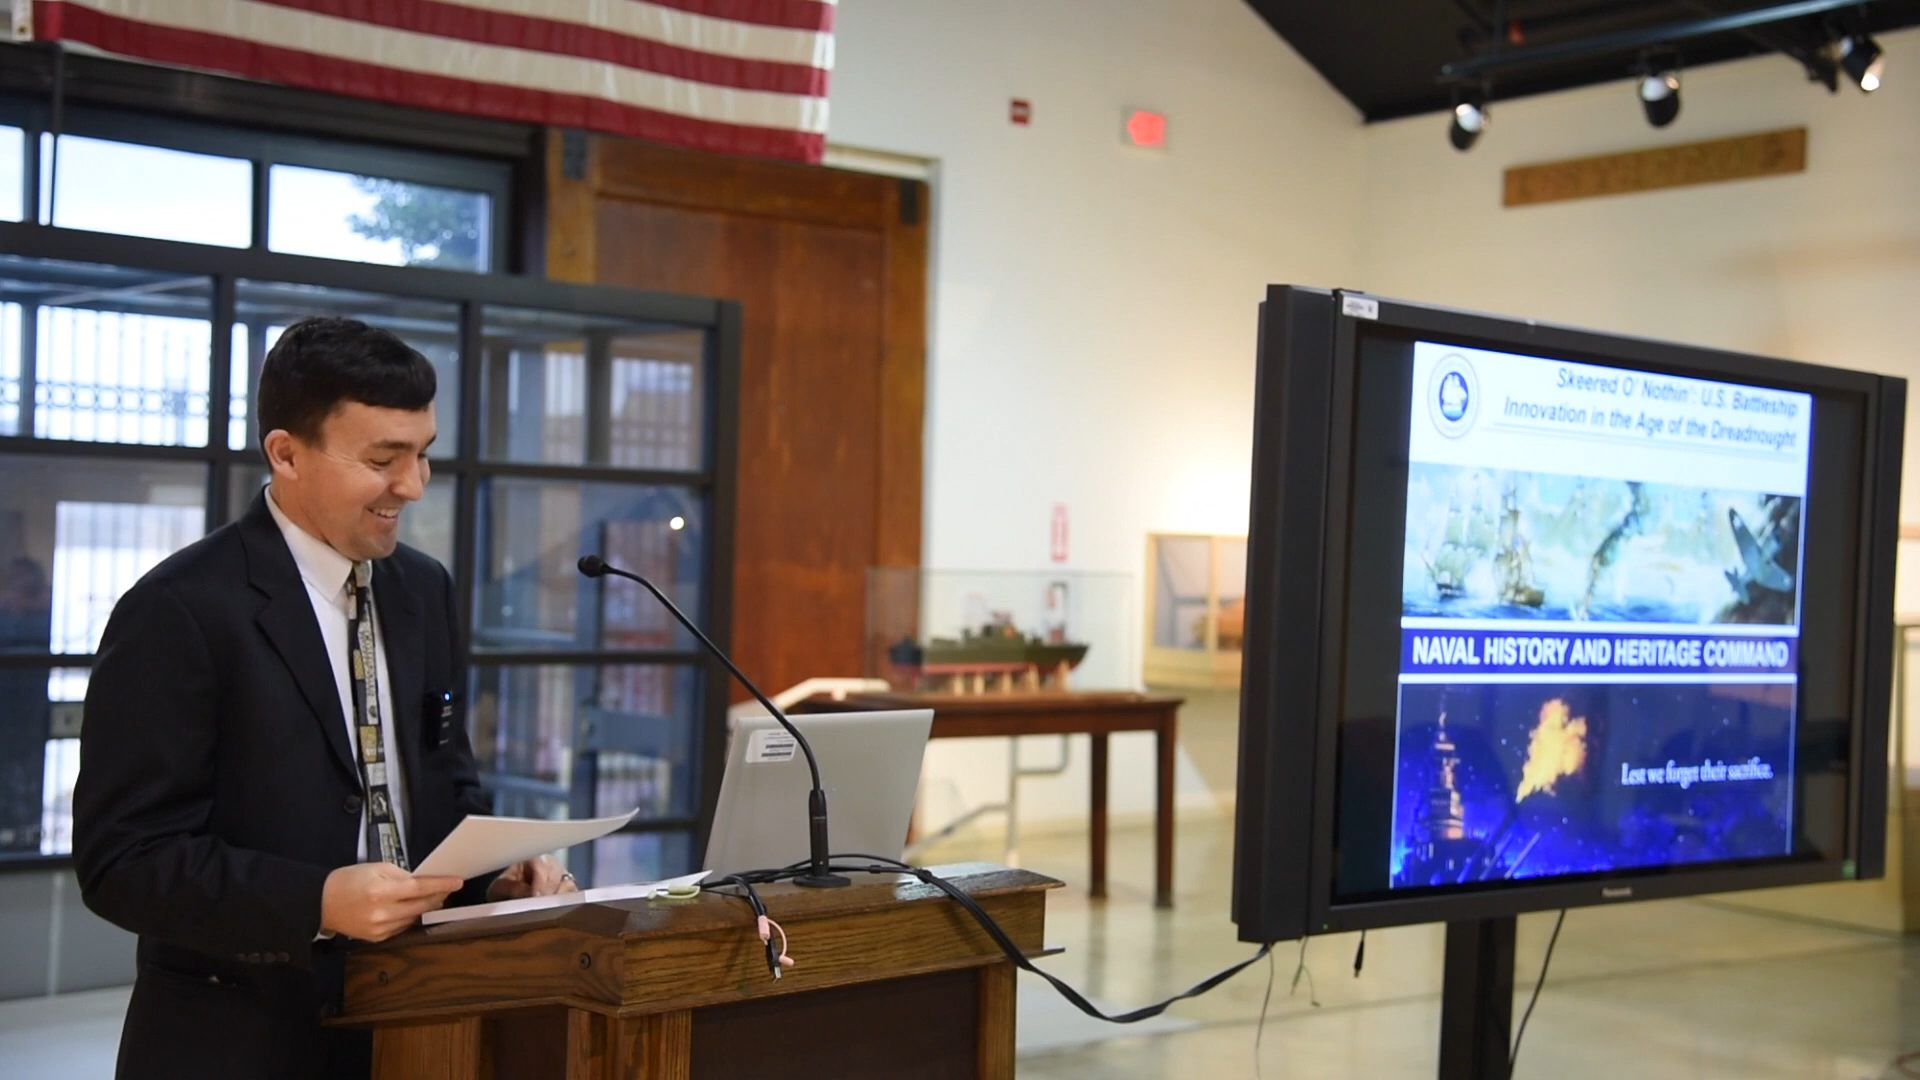 Skeered O' Nothin': U.S. Battleship
Innovation in the Age of the Dreadnought
NAVAL HISTORY AND HERITAGE COMMAND
Lest we forget their sacrifice.
Panasonic